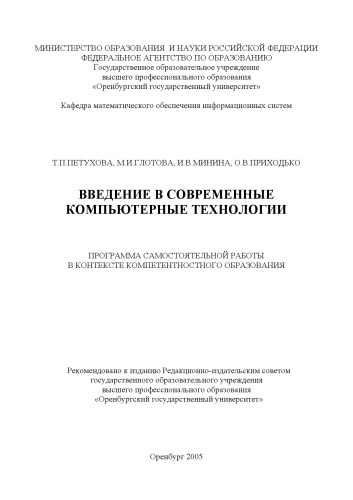 МИНИСТЕРСТВО ОБРАЗОВАНИЯ И НАУКИ РОССИЙСКОЙ ФЕДЕРАЦИИ
ФЕДЕРАЛЬНОЕ АГЕНТСТВО ПО ОБРАЗОВАНИЮ
Государственное образовательное учреждение
высшего профессионального образования
«Оренбургский государственный университет»
Кафедра математического обеспечения информационных систем
Т.П.ПЕТУХОВА, М.И.ГЛОТОВА, И.В.МИНИНА, О.В.ПРИХОДЬКО
ВВЕДЕНИЕ В СОВРЕМЕННЫЕ
КОМПЬЮТЕРНЫЕ ТЕХНОЛОГИИ
ПРОГРАММА САМОСТОЯТЕЛЬНОЙ РАБОТЫ
В КОНТЕКСТЕ КОМПЕТЕНТНОСТНОГО ОБРАЗОВАНИЯ
Рекомендовано к изданию Редакционно-издательским советом
государственного образовательного учреждения
высшего профессионального образования
«Оренбургский государственный университет»
Оренбург 2005